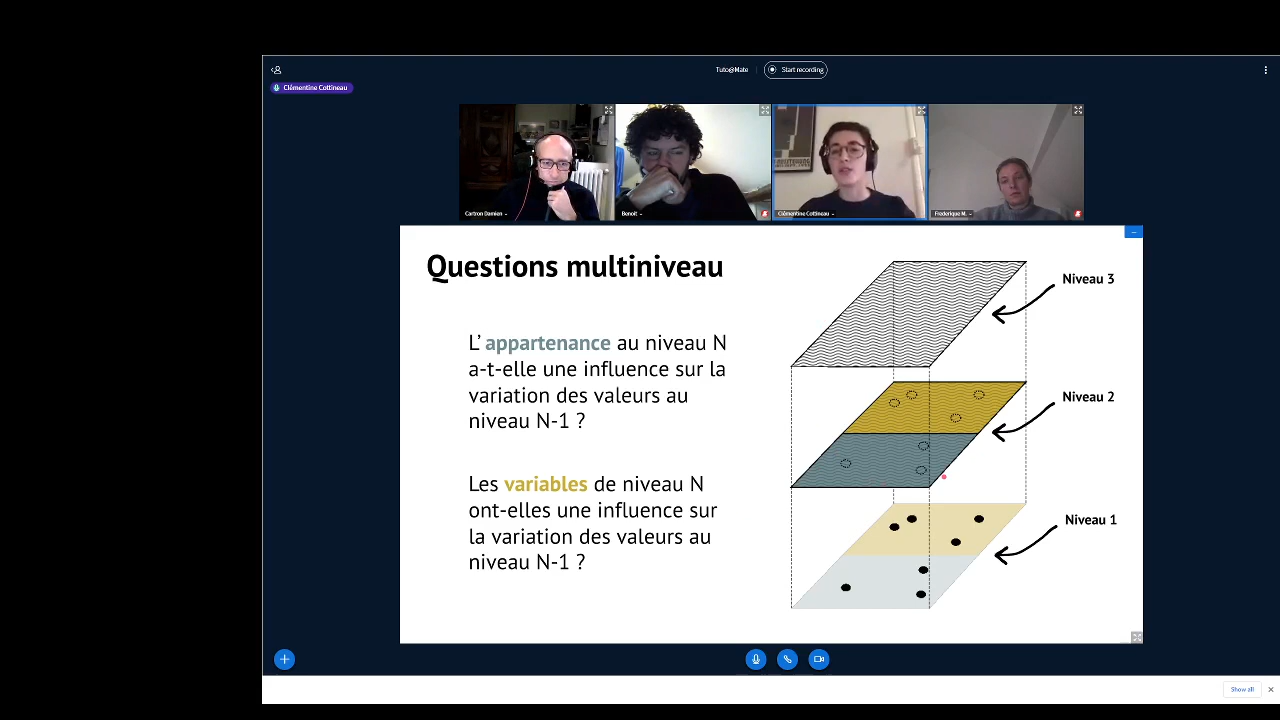 Tuto@Mate
Start recording
Clémentine Cottineau
Cartron Damien
Benoit
Clémentine Cottineau
Frederique M.
Questions multiniveau
L’ appartenance au niveau N
a-t-elle une influence sur la
variation des valeurs au
niveau N-1 ?
Les variables de niveau N
ont-elles une influence sur
la variation des valeurs au
niveau N-1 ?
Niveau 3
Niveau 2
Niveau 1
Show all